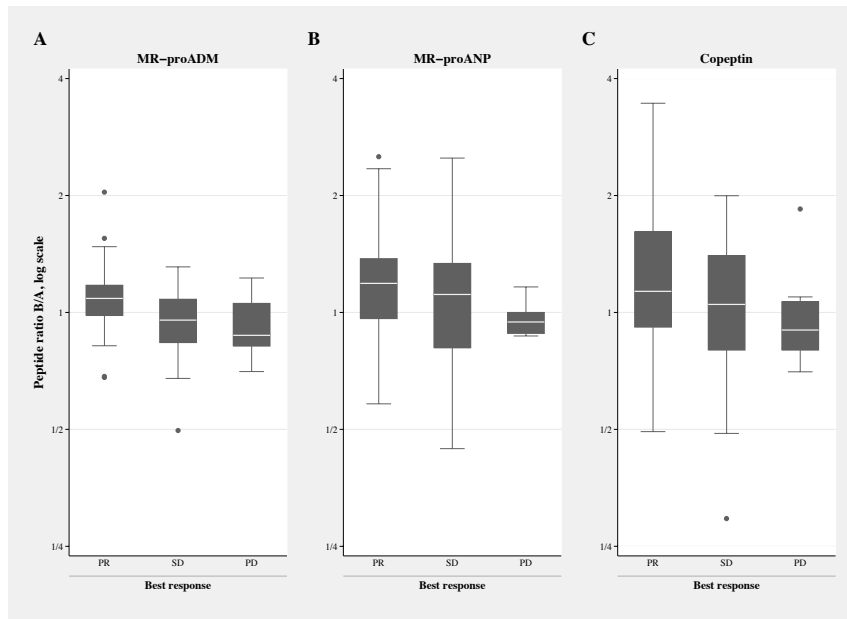 A
B
C
MR−proADM
MR−proANP
Copeptin
Peptide ratio B/A, log scale
4
2
1
1/2
1/4
4
2
1
1/2
1/4
4
2
1
1/2
1/4
PR SD PD
PR SD PD
PR SD PD
Best response
Best response
Best response